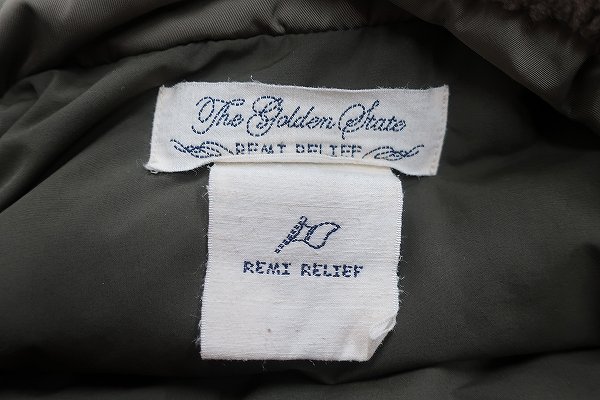 The Golden State
REMI RELIEF
REMI RELIEF